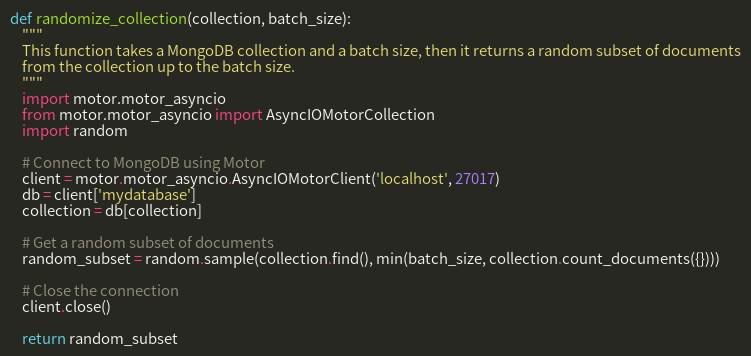 def randomize_collection(collection, batch_size):
"""
This function takes a MongoDB collection and a batch size, then it returns a random subset of documents
from the collection up to the batch size.
"""
import motor.motor_asyncio
from motor.motor_asyncio import AsyncIOMotorCollection
import random
# Connect to MongoDB using Motor
client = motor.motor_asyncio.AsyncIOMotorClient('localhost', 27017)
db = client['mydatabase']
collection = db[collection]
# Get a random subset of documents
random_subset = random.sample(collection.find(), min(batch_size, collection.count_documents({})))
# Close the connection
client.close()
return random_subset